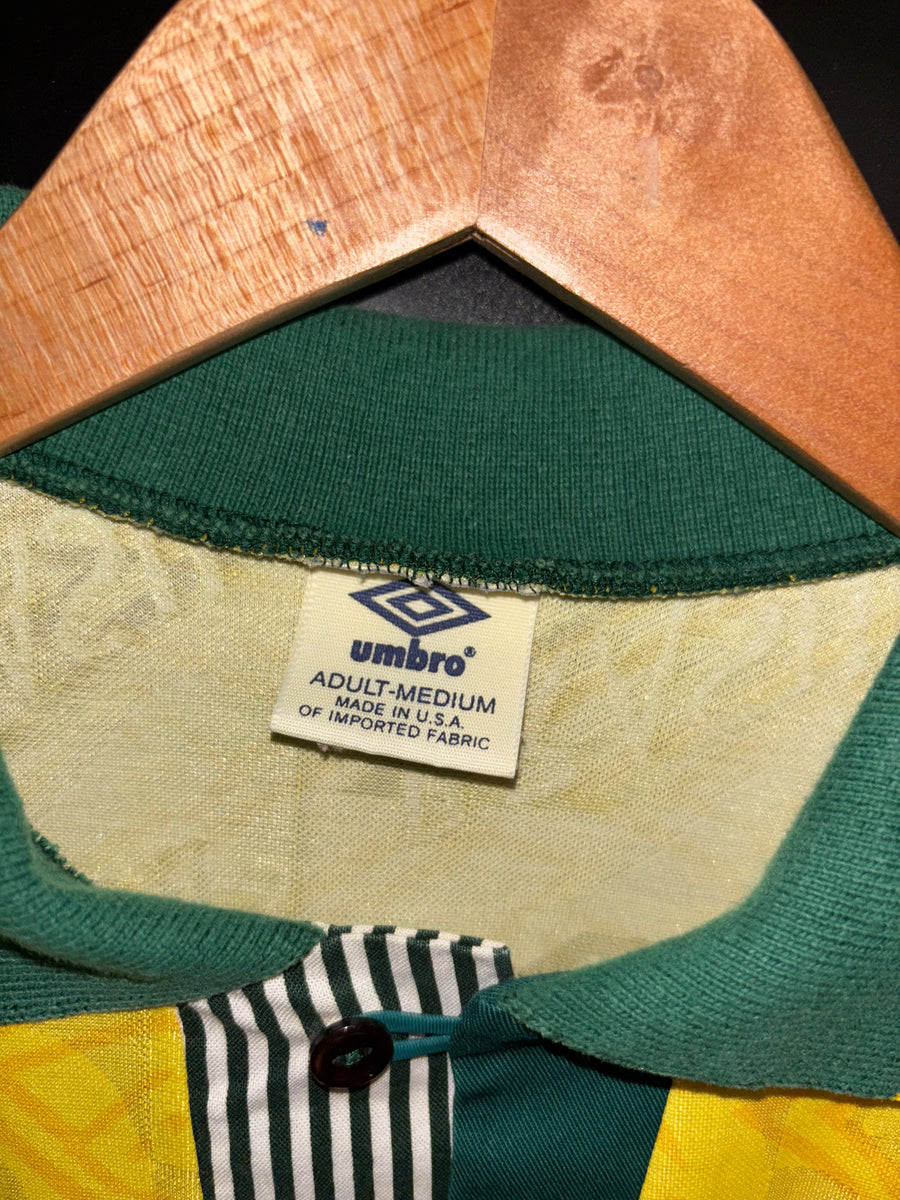 umbro®
ADULT-MEDIUM
MADE IN U.S.A.
OF IMPORTED FABRIC